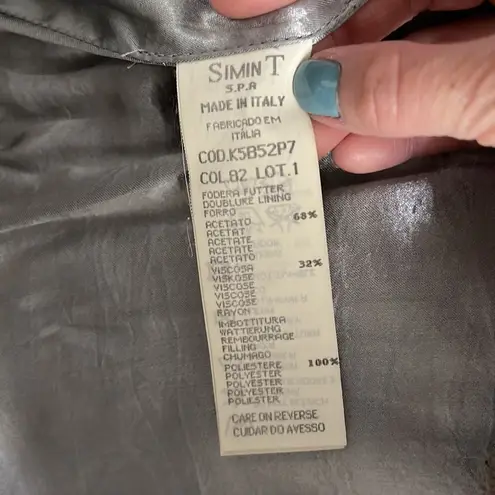 SIMINT
S.P.A
MADE IN ITALY
FABRICADO EM
ITÁLIA
COD.K5B52P7
COL.82 LOT.1
FODERA FUTTER
DOUBLURE LINING
FORRO
ACETATO 68%
ACETAT
ACETATE
ACETATE
ACETATO
VISCOSA 32%
VISKOSE
VISCOSE
VISCOSE
VISCOSE
RAYON
IMBOTTITURA
WATTIERUNG
REMBOURRAGE
FILLING
CHUMAÇO
POLIESTERE 100%
POLYESTER
POLYESTER
POLYESTER
POLIESTER
CARE ON REVERSE
CUIDAR DO AVESSO